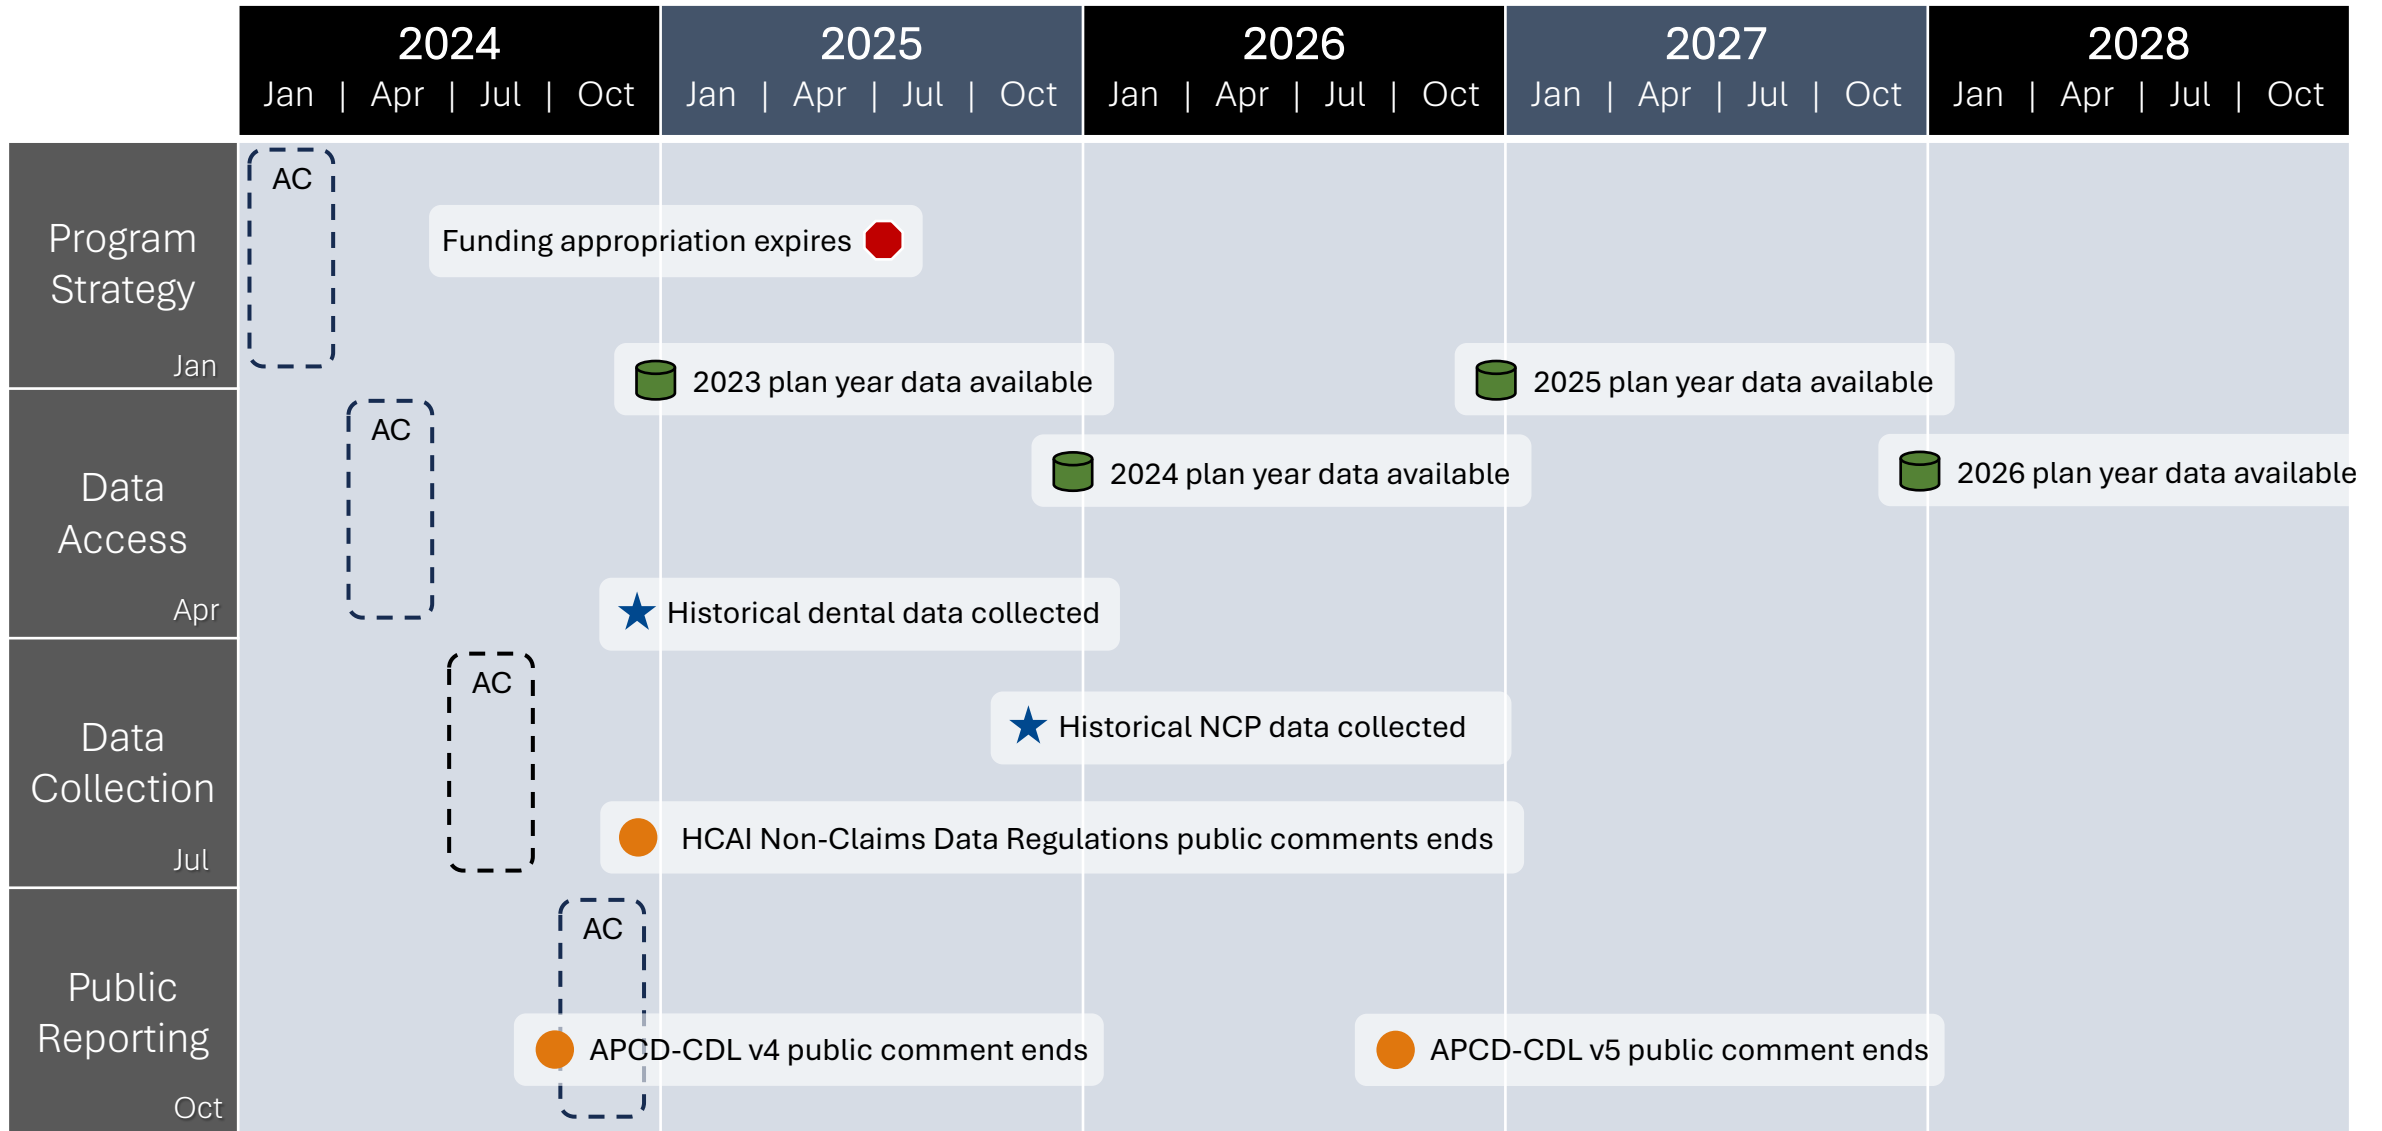 2024
Jan | Apr | Jul | Oct
2025
Jan | Apr | Jul | Oct
2026
Jan | Apr | Jul | Oct
2027
Jan | Apr | Jul | Oct
2028
Jan | Apr | Jul | Oct
Program
Strategy
Jan
AC
Funding appropriation expires
2023 plan year data available
2025 plan year data available
Data
Access
Apr
AC
2024 plan year data available
2026 plan year data available
Historical dental data collected
Data
Collection
Jul
AC
Historical NCP data collected
HCAI Non-Claims Data Regulations public comments ends
Public
Reporting
Oct
AC
APCD-CDL v4 public comment ends
APCD-CDL v5 public comment ends